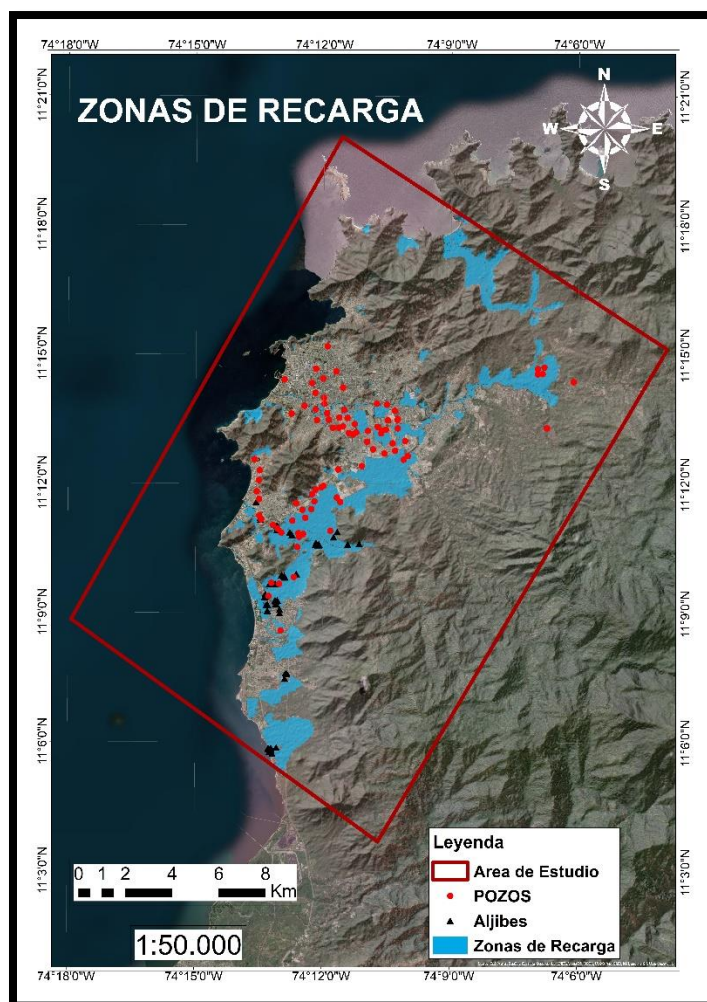 74°18'0"W 74°15'0"W 74°12'0"W 74°9'0"W 74°6'0"W
ZONAS DE RECARGA
N
W E
S
11°21'0"N 11°21'0"N
11°18'0"N 11°18'0"N
11°15'0"N 11°15'0"N
11°12'0"N 11°12'0"N
11°9'0"N 11°9'0"N
11°6'0"N 11°6'0"N
11°3'0"N 11°3'0"N
Leyenda
Area de Estudio
POZOS
Aljibes
Zonas de Recarga
0 1 2 4 6 8
Km
1:50.000
74°18'0"W 74°15'0"W 74°12'0"W 74°9'0"W 74°6'0"W